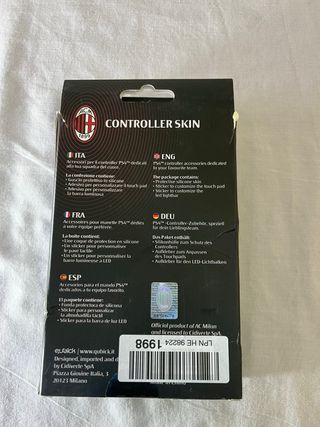 ACM
1899
CONTROLLER SKIN
ITA
Accessori per il controller PS4™ dedicati
alla tua squadra del cuore.
La confezione contiene:
• Guscio protettivo in silicone
• Adesivi per personalizzare il touch pad
• Adesivi per personalizzare la
barra luminosa
ENG
PS4™ controller accessories dedicated
to your favourite team.
The package contains:
• Protective silicone skin
• Sticker to customize the touch pad
• Sticker to customize the
led lightbar
FRA
Accessoires pour manette PS4™ dédiés
à votre équipe préférée.
La boîte contient:
• Une coque de protection en silicone
• Un sticker pour personnaliser
le pavé tactile
• Un sticker pour personnaliser la
barre lumineuse à LED
DEU
PS4™-Controller-Zubehör, speziell
für dein Lieblingsteam.
Das Paket enthält:
• Silikonhülle zum Schutz des
Controllers
• Aufkleber zum Anpassen
des Touchpads
• Aufkleber für den LED-Lichtbalken
ESP
Accesorios para el mando PS4™
dedicados a tu equipo favorito.
El paquete contiene:
• Funda protectora de silicona
• Sticker para personalizar
la almohadilla táctil
• Sticker para barra de luz LED
Official product of AC Milan
and licensed to Cidiverte SpA.
qubick www.qubick.it
Designed, imported and distributed
by Cidiverte SpA
Piazza Giovine Italia, 3
20123 Milano
LPN HE 98224
1998